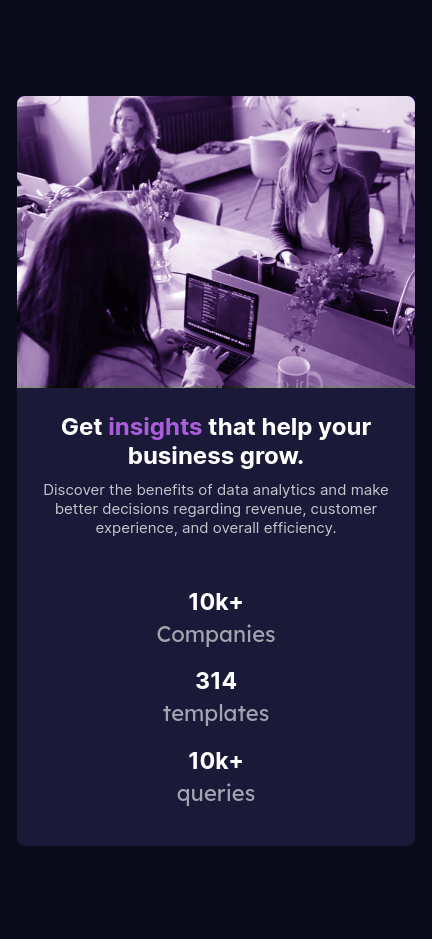 Get insights that help your
business grow.
Discover the benefits of data analytics and make
better decisions regarding revenue, customer
experience, and overall efficiency.
10k+
Companies
314
templates
10k+
queries